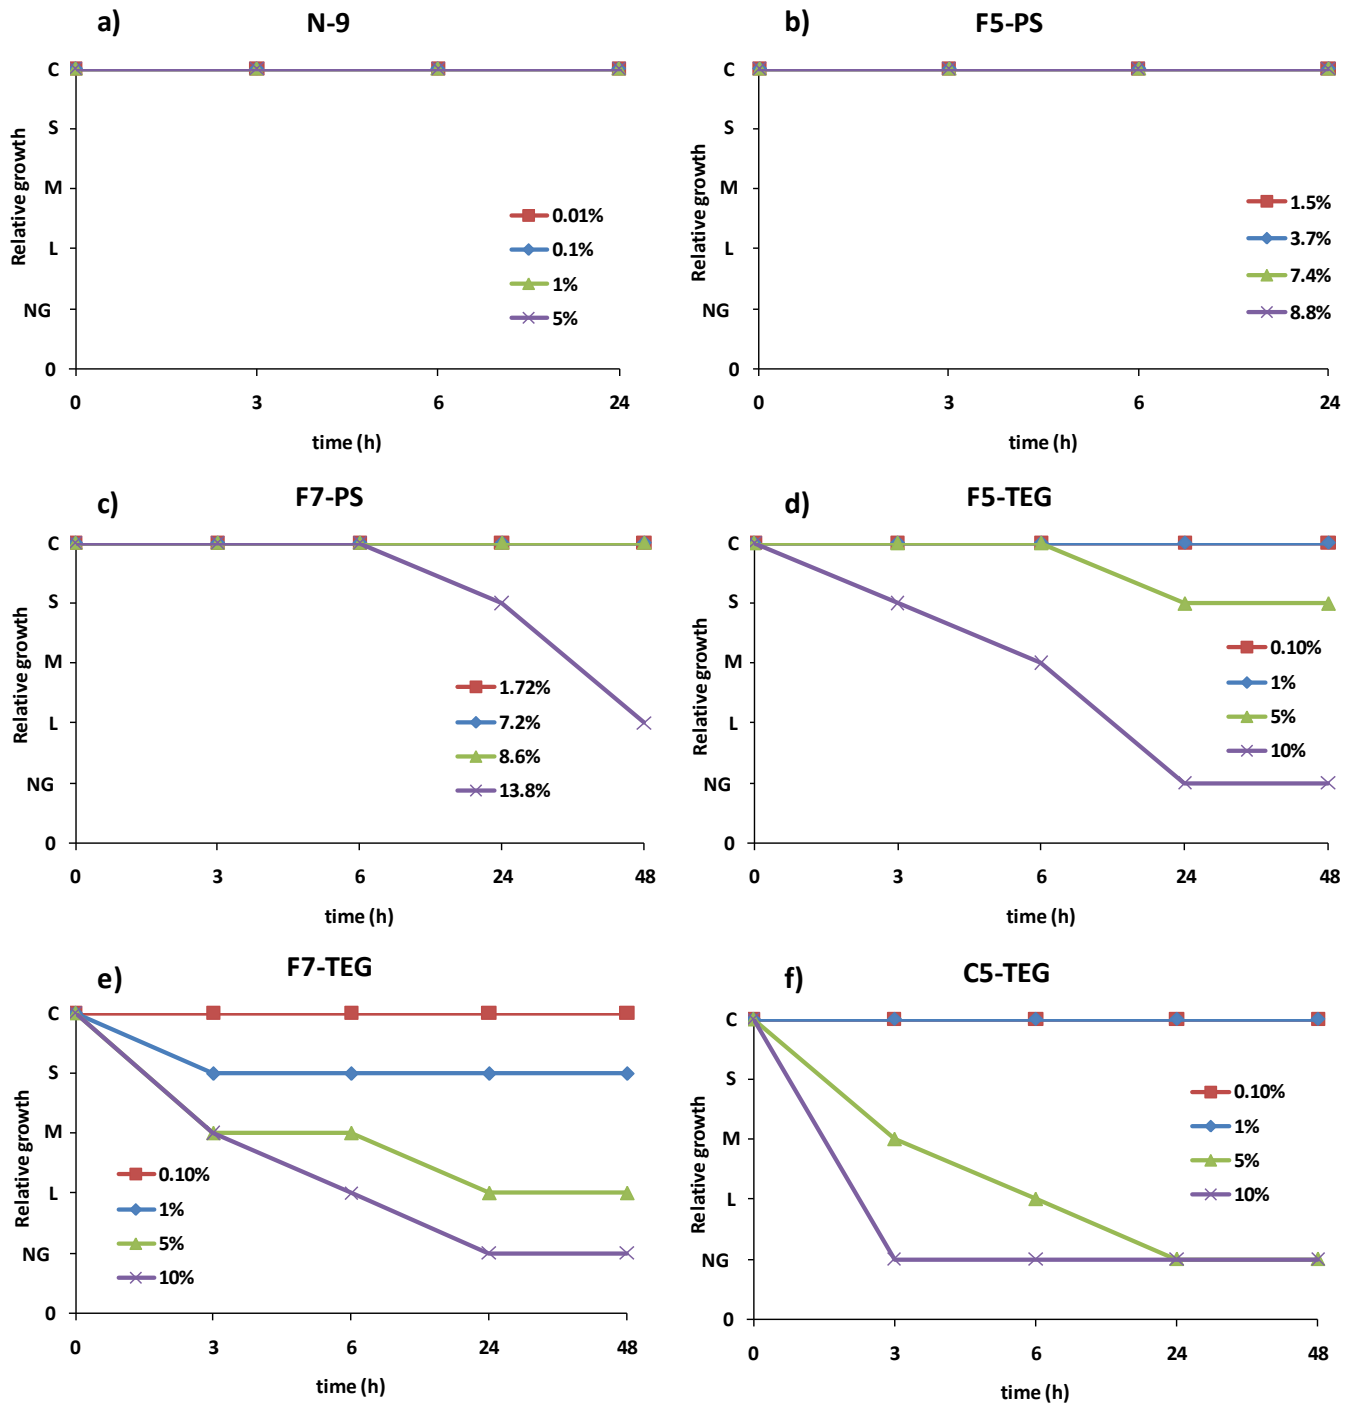 a) N-9
C
S
M
L
NG
0
Relative growth
0.01%
0.1%
1%
5%
0 3 6 24
time (h)
b) F5-PS
C
S
M
L
NG
0
Relative growth
1.5%
3.7%
7.4%
8.8%
0 3 6 24
time (h)
c) F7-PS
C
S
M
L
NG
0
Relative growth
1.72%
7.2%
8.6%
13.8%
0 3 6 24 48
time (h)
d) F5-TEG
C
S
M
L
NG
0
Relative growth
0.10%
1%
5%
10%
0 3 6 24 48
time (h)
e) F7-TEG
C
S
M
L
NG
0
Relative growth
0.10%
1%
5%
10%
0 3 6 24 48
time (h)
f) C5-TEG
C
S
M
L
NG
0
Relative growth
0.10%
1%
5%
10%
0 3 6 24 48
time (h)